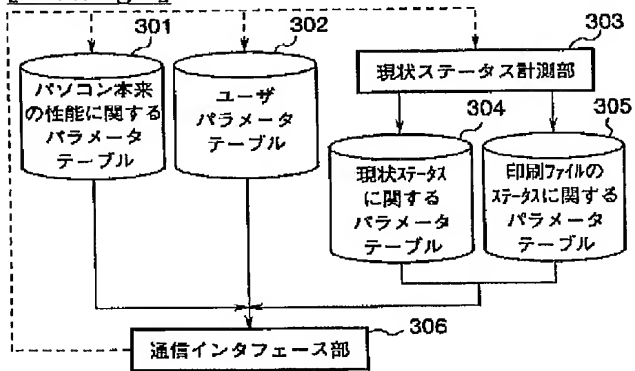 301
パソコン本来
の性能に関する
パラメータ
テーブル
302
ユーザ
パラメータ
テーブル
303
現状ステータス計測部
304
現状ステータス
に関する
パラメータ
テーブル
305
印刷ファイルの
ステータスに関する
パラメータ
テーブル
306
通信インタフェース部